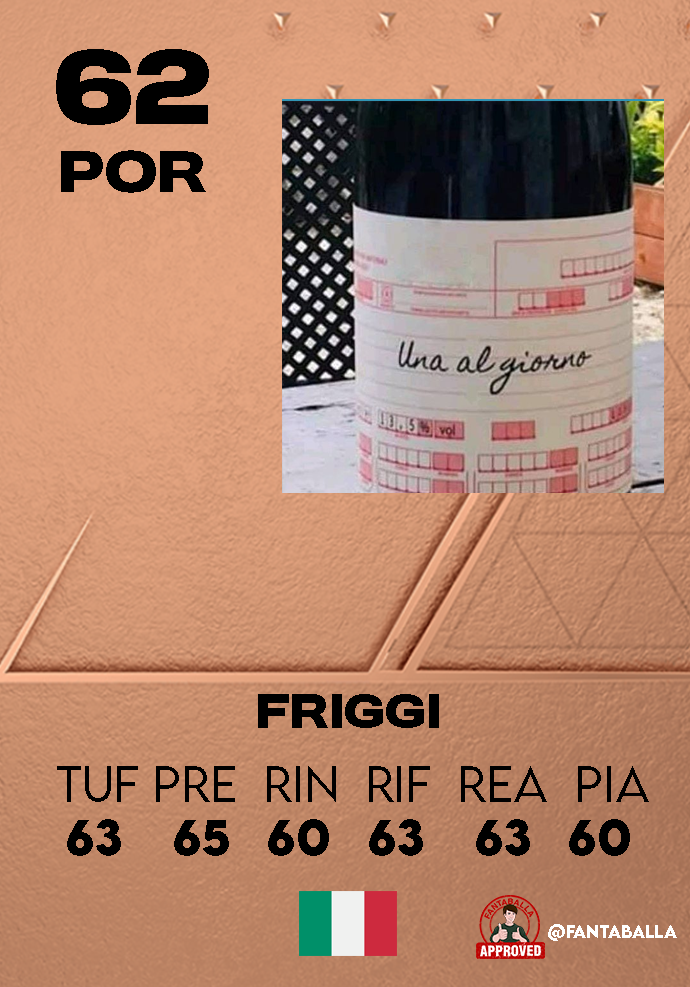 62
POR
Una al giorno
13,5% vol
FRIGGI
TUF PRE RIN RIF REA PIA
63 65 60 63 63 60
FANTABALLA
APPROVED
@FANTABALLA